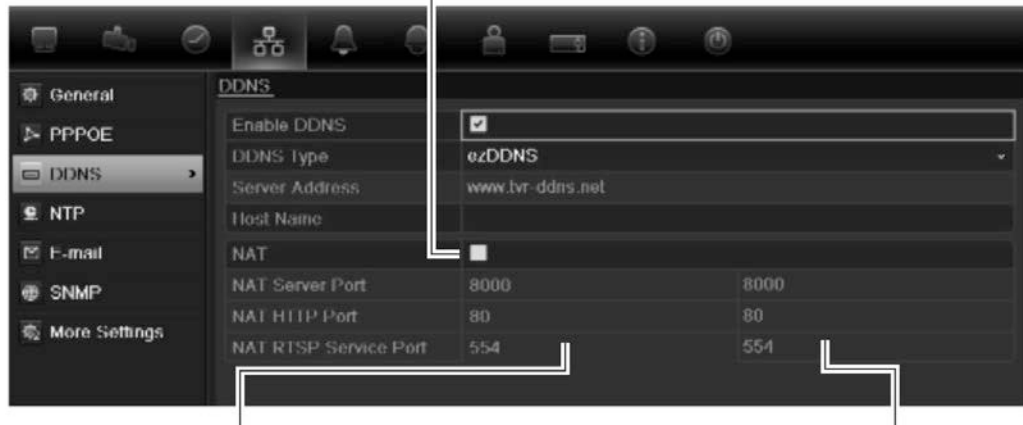 General
PPPOE
DDNS
NTP
E-mail
SNMP
More Settings
DDNS
Enable DDNS
DDNS Type ezDDNS
Server Address www.tvr-ddns.net
Host Name
NAT
NAT Server Port 8000 8000
NAT HTTP Port 80 80
NAT RTSP Service Port 554 554